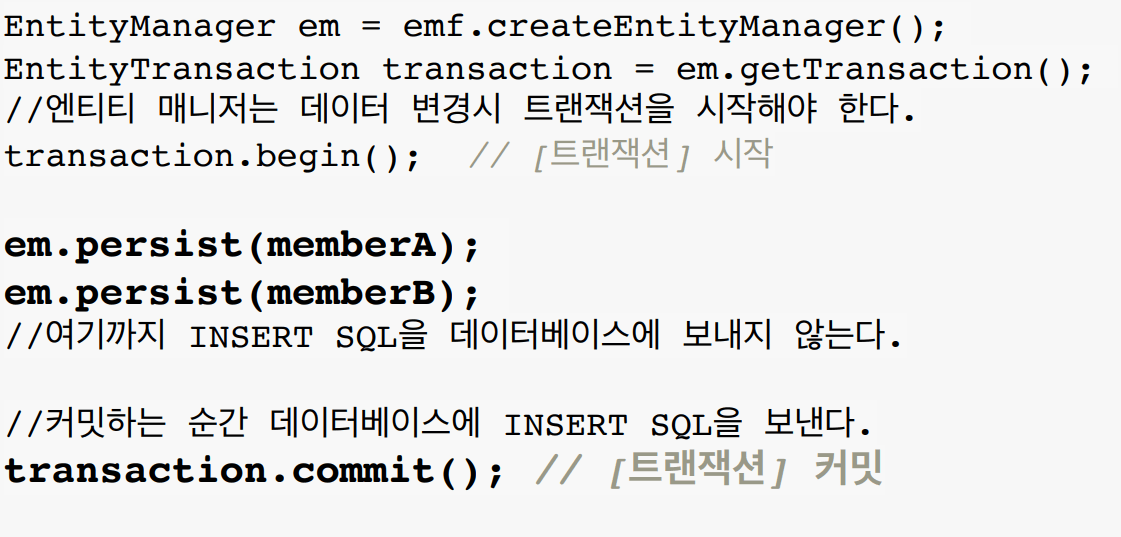 EntityManager em = emf.createEntityManager();
EntityTransaction transaction = em.getTransaction();
//엔티티 매니저는 데이터 변경시 트랜잭션을 시작해야 한다.
transaction.begin(); // [트랜잭션] 시작
em.persist(memberA);
em.persist(memberB);
//여기까지 INSERT SQL을 데이터베이스에 보내지 않는다.
//커밋하는 순간 데이터베이스에 INSERT SQL을 보낸다.
transaction.commit(); // [트랜잭션] 커밋